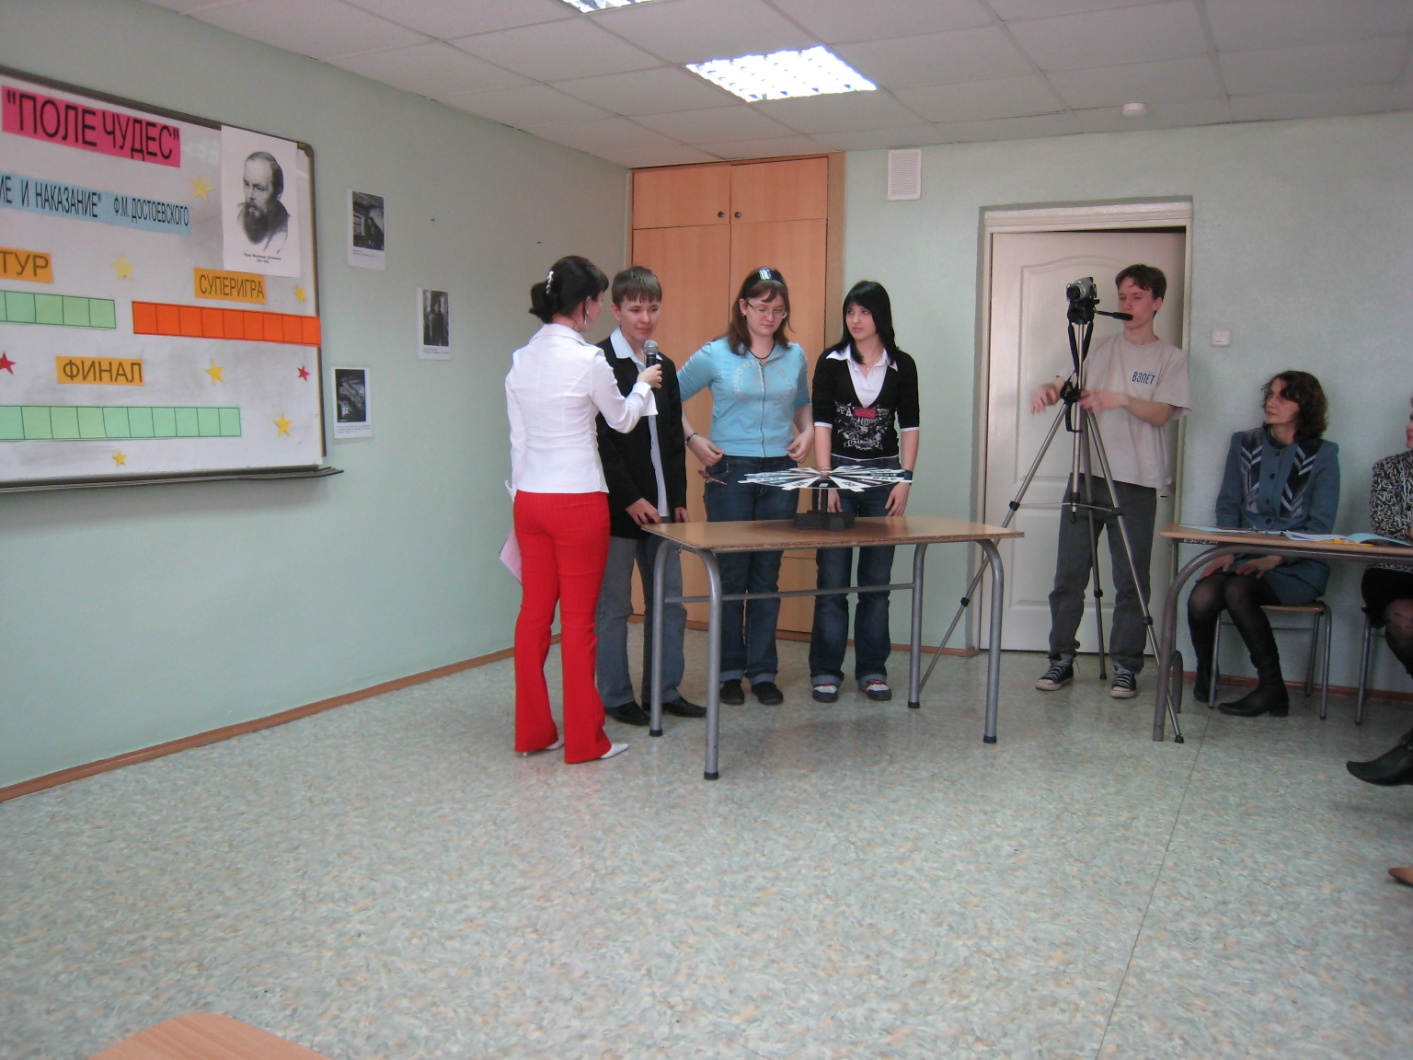 "ПОЛЕ ЧУДЕС"
ИЕ И НАКАЗАНИЕ" Ф.М. ДОСТОЕВСКОГО
ТУР
СУПЕРИГРА
ФИНАЛ
ВЗЛЁТ